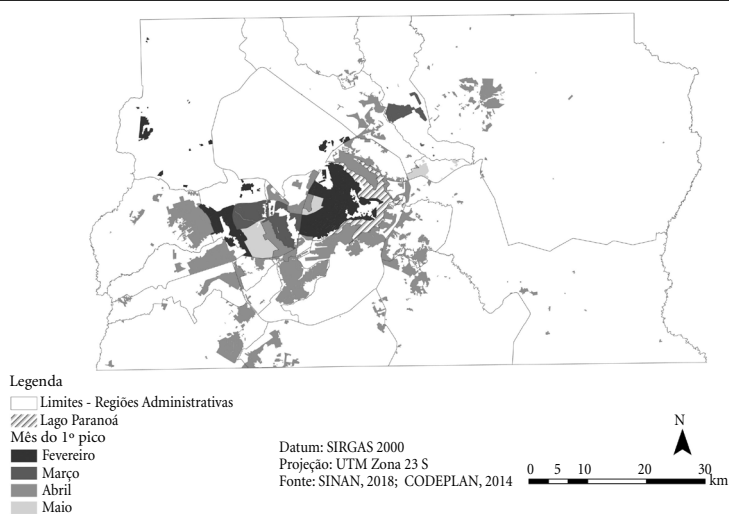 Legenda
Limites - Regiões Administrativas
Lago Paranoá
Mês do 1º pico
Fevereiro
Março
Abril
Maio
Datum: SIRGAS 2000
Projeção: UTM Zona 23 S
Fonte: SINAN, 2018; CODEPLAN, 2014
N
0 5 10 20 30
km